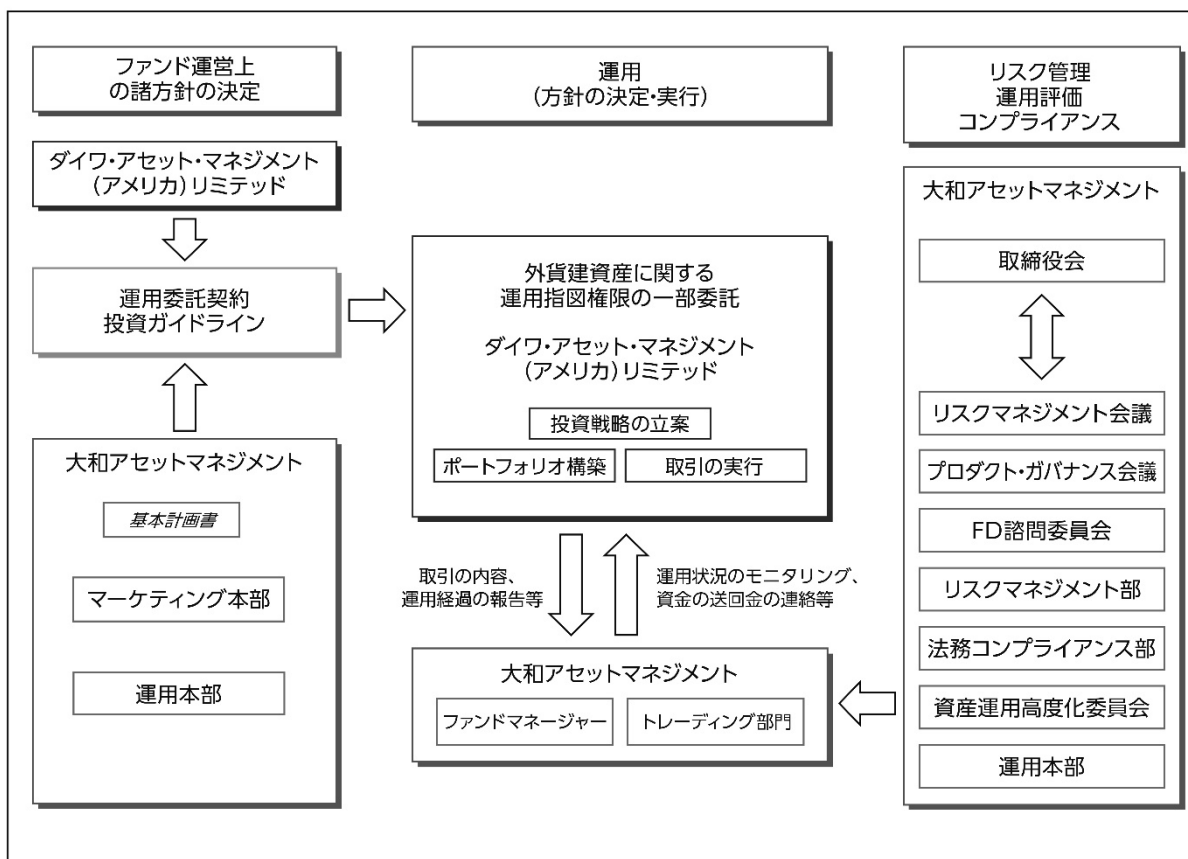 ファンド運営上
の諸方針の決定
ダイワ・アセット・マネジメント
(アメリカ)リミテッド
運用委託契約
投資ガイドライン
大和アセットマネジメント
基本計画書
マーケティング本部
運用本部
運用
(方針の決定・実行)
外貨建資産に関する
運用指図権限の一部委託
ダイワ・アセット・マネジメント
(アメリカ)リミテッド
投資戦略の立案
ポートフォリオ構築
取引の実行
取引の内容、
運用経過の報告等
運用状況のモニタリング、
資金の送回金の連絡等
大和アセットマネジメント
ファンドマネージャー
トレーディング部門
リスク管理
運用評価
コンプライアンス
大和アセットマネジメント
取締役会
リスクマネジメント会議
プロダクト・ガバナンス会議
FD諮問委員会
リスクマネジメント部
法務コンプライアンス部
資産運用高度化委員会
運用本部